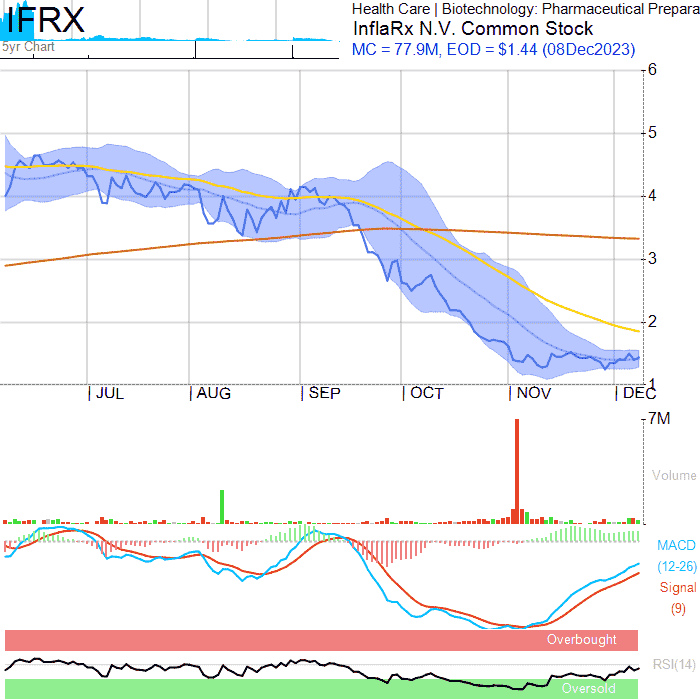 IFRX
5yr Chart
Health Care | Biotechnology: Pharmaceutical Prepara
InflaRx N.V. Common Stock
MC = 77.9M, EOD = $1.44 (08Dec2023)
6
5
4
3
2
1
JUL AUG SEP OCT NOV DEC
7M
Volume
MACD
(12-26)
Signal
(9)
Overbought
RSI(14)
Oversold